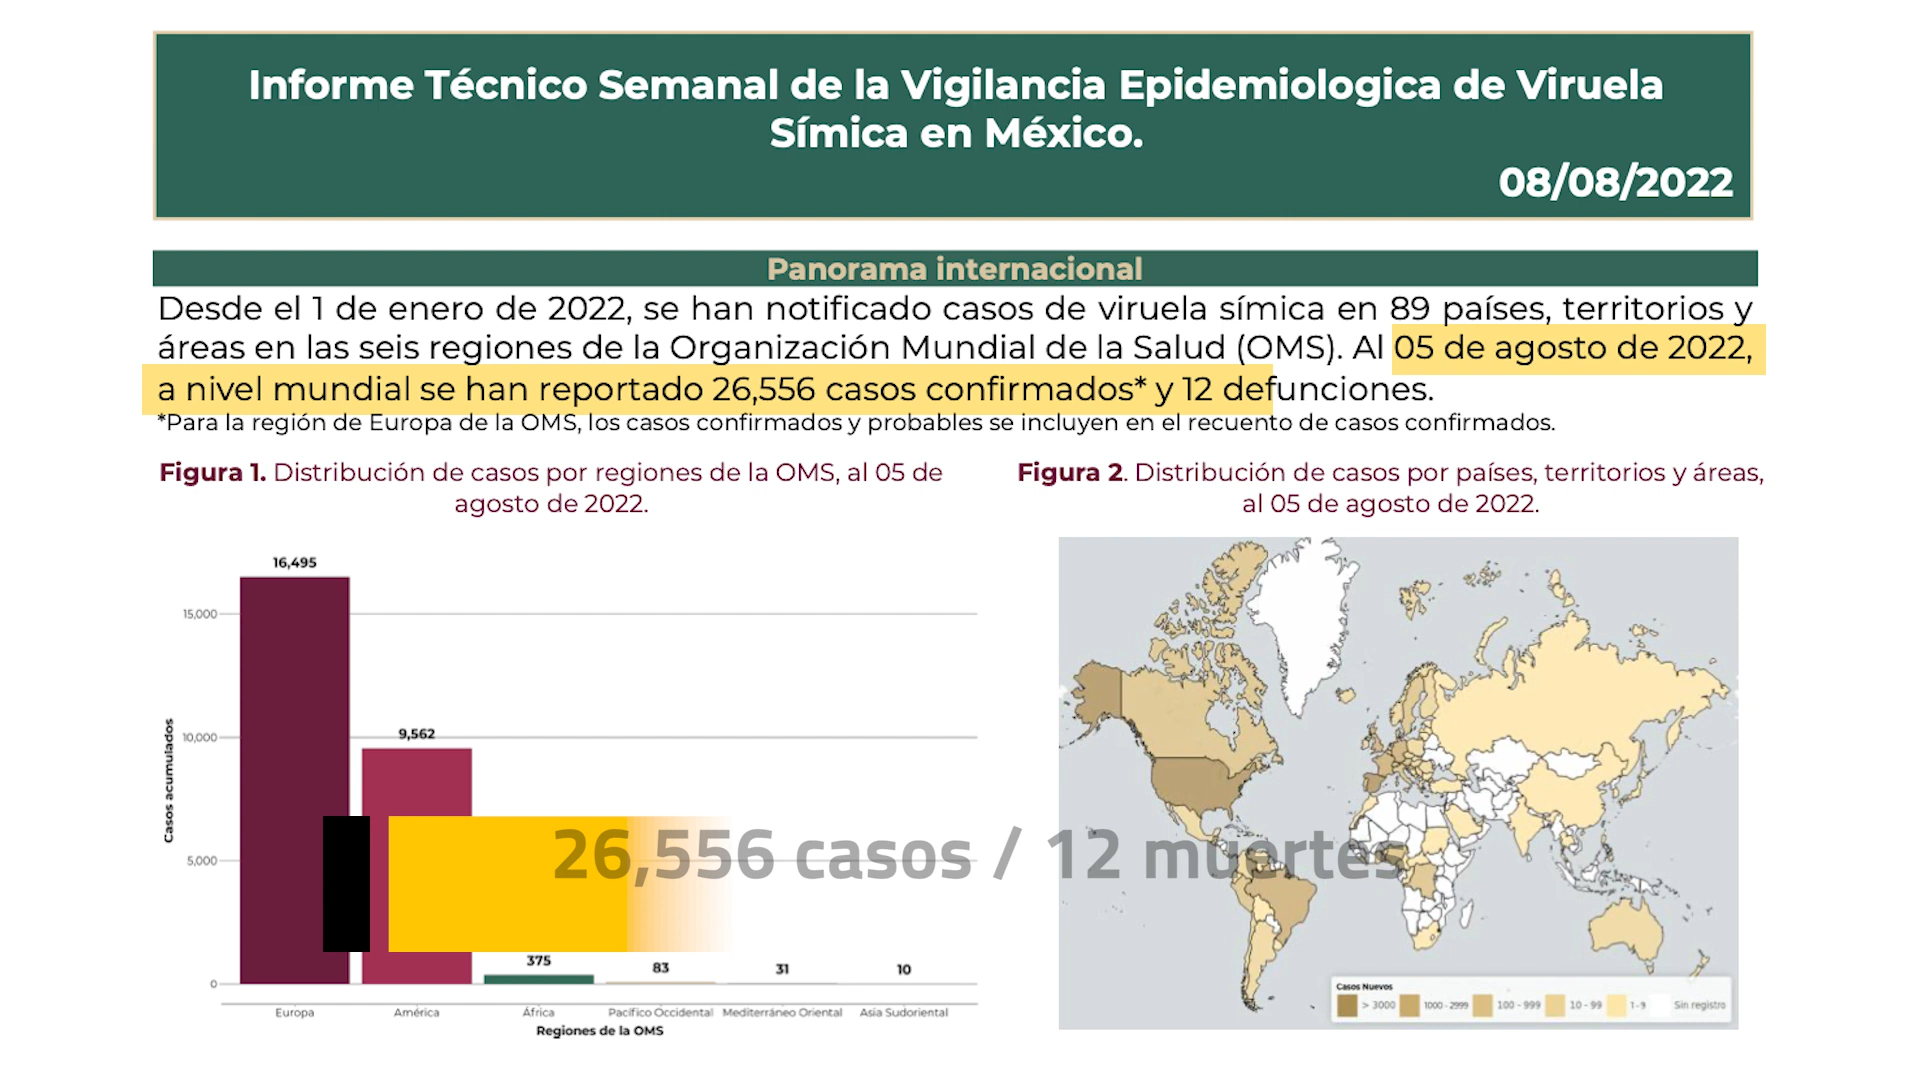 Informe Técnico Semanal de la Vigilancia Epidemiologica de Viruela
Símica en México.
08/08/2022
Panorama internacional
Desde el 1 de enero de 2022, se han notificado casos de viruela símica en 89 países, territorios y
áreas en las seis regiones de la Organización Mundial de la Salud (OMS). Al 05 de agosto de 2022,
a nivel mundial se han reportado 26,556 casos confirmados* y 12 defunciones.
*Para la región de Europa de la OMS, los casos confirmados y probables se incluyen en el recuento de casos confirmados.
Figura 1. Distribución de casos por regiones de la OMS, al 05 de
agosto de 2022.
Casos acumulados
15,000
10,000
5,000
0
16,495
9,562
375
83
31
10
Europa
América
África
Pacífico Occidental
Mediterráneo Oriental
Asia Sudoriental
Regiones de la OMS
Figura 2. Distribución de casos por países, territorios y áreas,
al 05 de agosto de 2022.
Casos Nuevos
> 3000
1000 - 2999
100 - 999
10 - 99
1 - 9
Sin registro
26,556 casos / 12 muertes